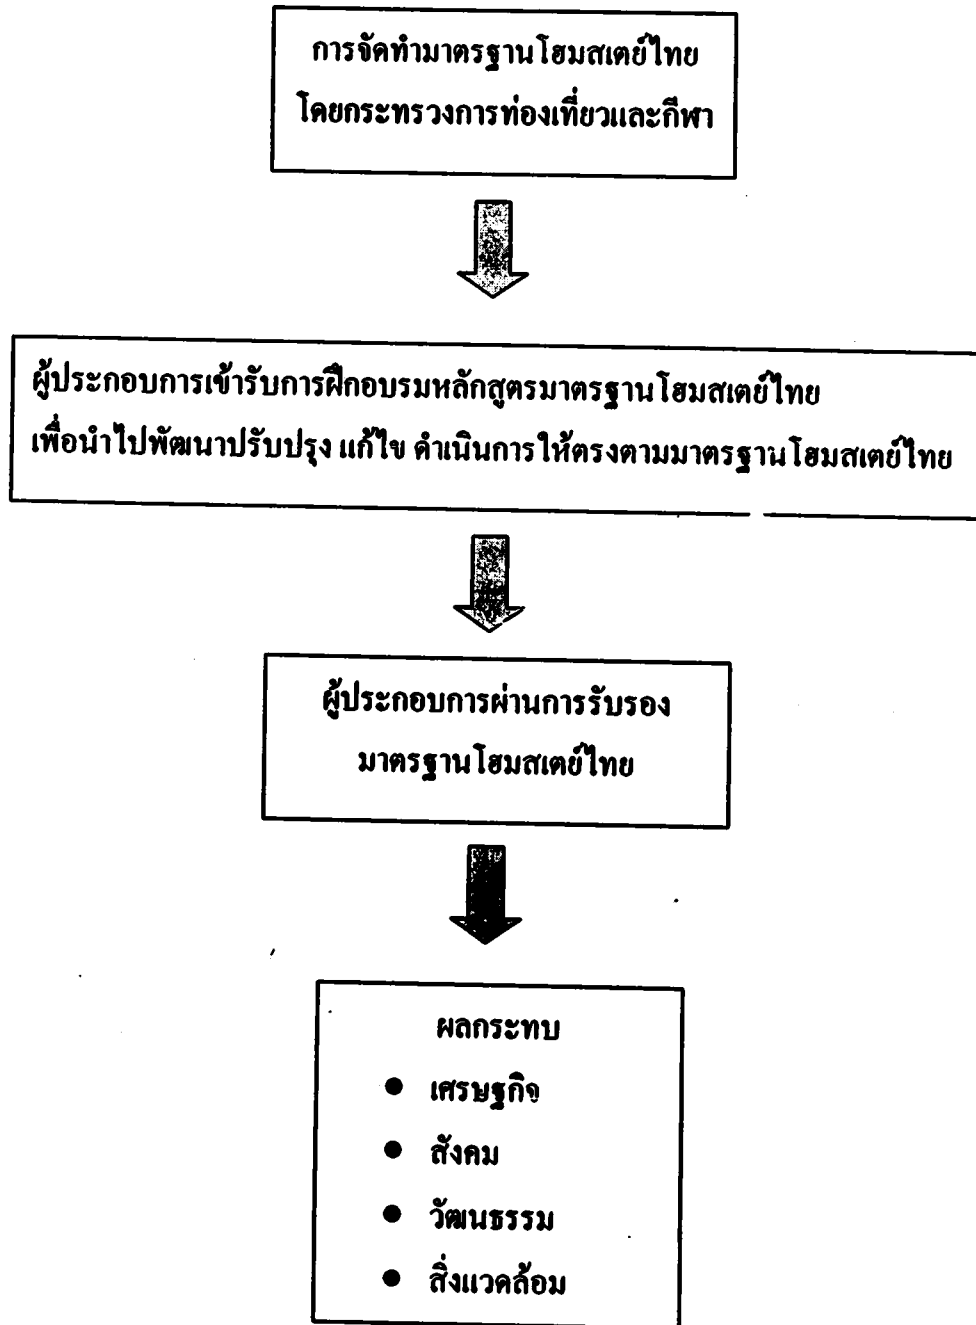 การจัดทำมาตรฐานโฮมสเตย์ไทย
โดยกระทรวงการท่องเที่ยวและกีฬา
ผู้ประกอบการเข้ารับการฝึกอบรมหลักสูตรมาตรฐานโฮมสเตย์ไทย
เพื่อนำไปพัฒนาปรับปรุง แก้ไข ดำเนินการให้ตรงตามมาตรฐานโฮมสเตย์ไทย
ผู้ประกอบการผ่านการรับรอง
มาตรฐานโฮมสเตย์ไทย
ผลกระทบ
● เศรษฐกิจ
● สังคม
● วัฒนธรรม
● สิ่งแวดล้อม